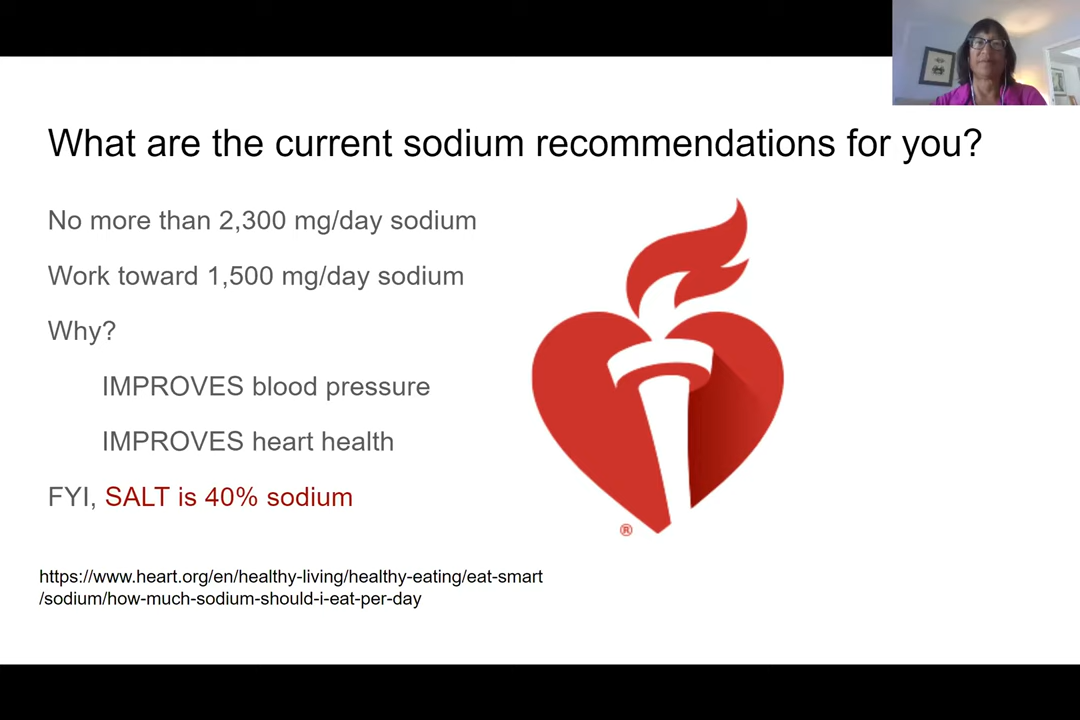 What are the current sodium recommendations for you?
No more than 2,300 mg/day sodium
Work toward 1,500 mg/day sodium
Why?
IMPROVES blood pressure
IMPROVES heart health
FYI, SALT is 40% sodium
®
https://www.heart.org/en/healthy-living/healthy-eating/eat-smart
/sodium/how-much-sodium-should-i-eat-per-day